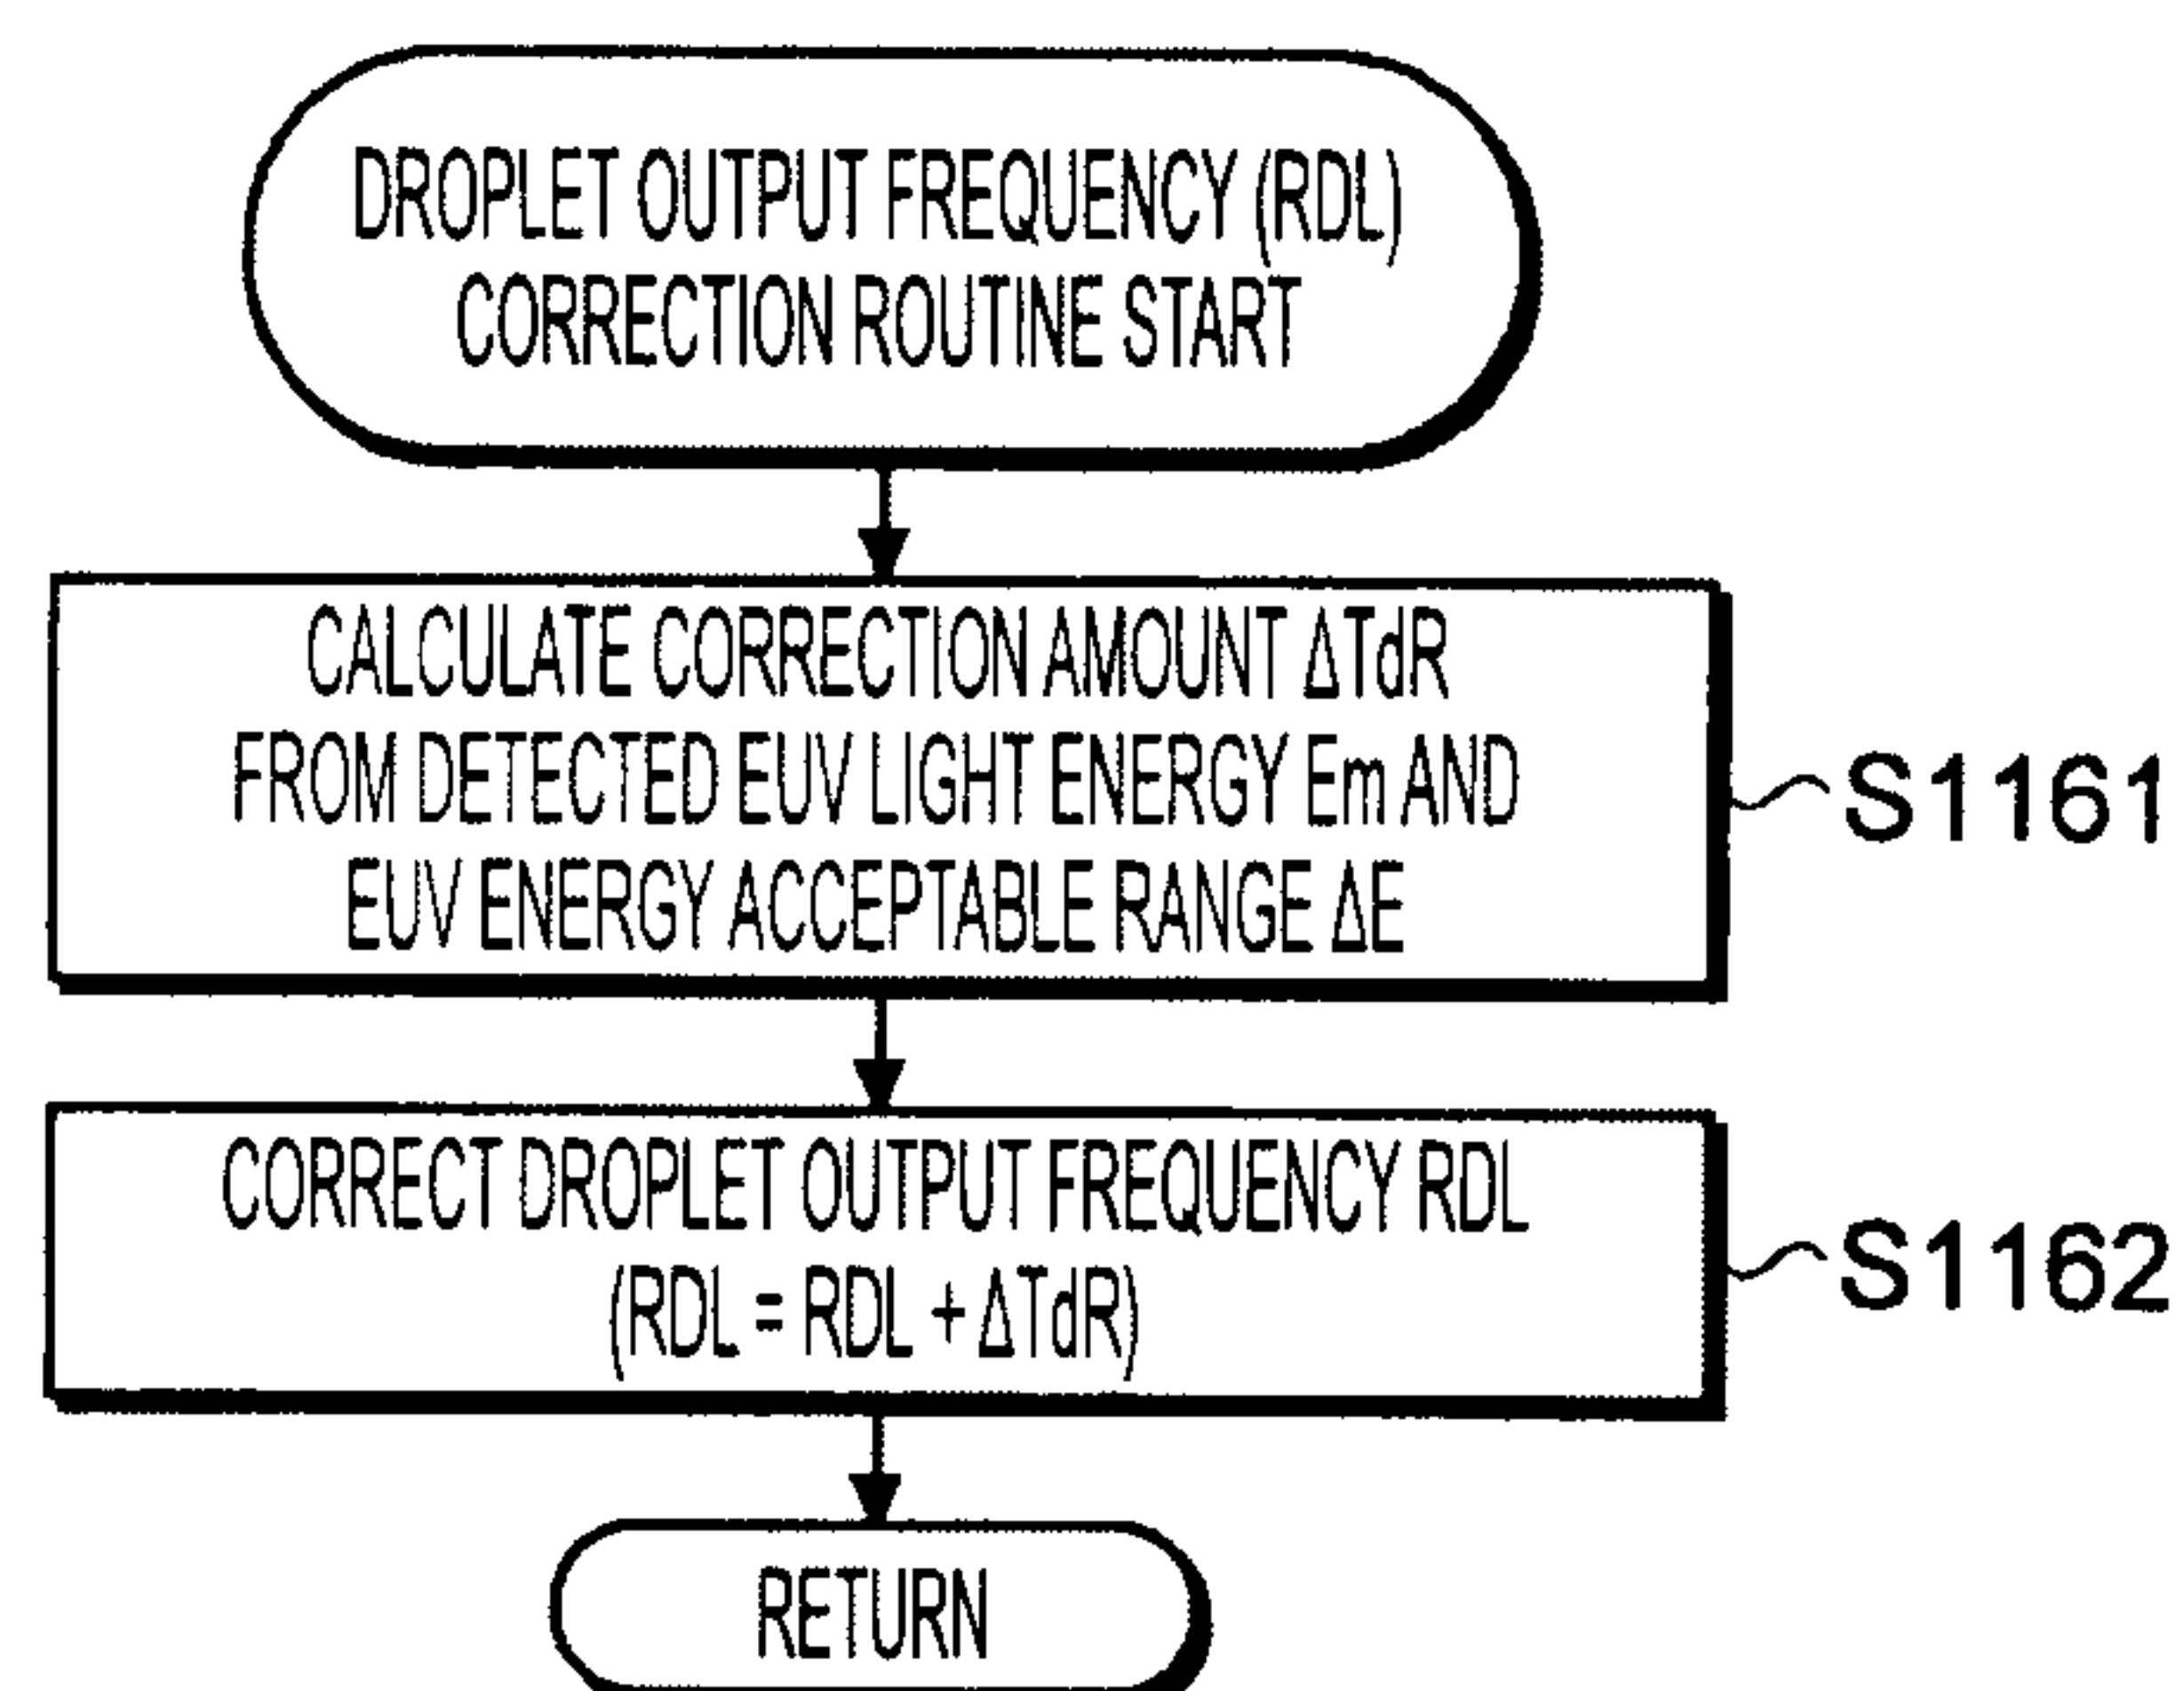 DROPLET OUTPUT FREQUENCY (RDL)
CORRECTION ROUTINE START
CALCULATE CORRECTION AMOUNT ΔTdR
FROM DETECTED EUV LIGHT ENERGY Em AND
EUV ENERGY ACCEPTABLE RANGE ΔE
S1161
CORRECT DROPLET OUTPUT FREQUENCY RDL
(RDL = RDL + ΔTdR)
S1162
RETURN